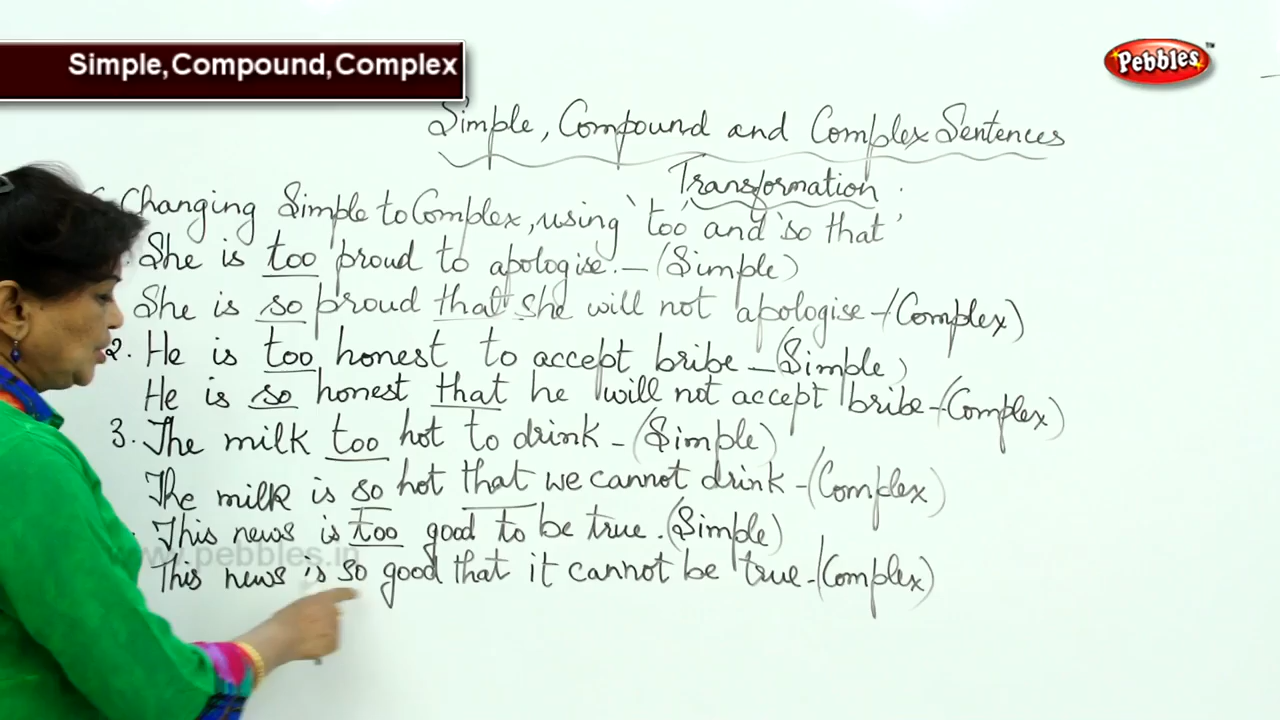 Simple,Compound,Complex
Pebbles™
Simple, Compound and Complex Sentences
Transformation
Changing Simple to Complex, using 'too' and 'so that'
She is too proud to apologise. – (Simple)
She is so proud that she will not apologise – (Complex)
2. He is too honest to accept bribe – (Simple)
He is so honest that he will not accept bribe – (Complex)
3. The milk too hot to drink – (Simple)
The milk is so hot that we cannot drink – (Complex)
This news is too good to be true. (Simple)
www.pebbles.in
This news is so good that it cannot be true – (Complex)